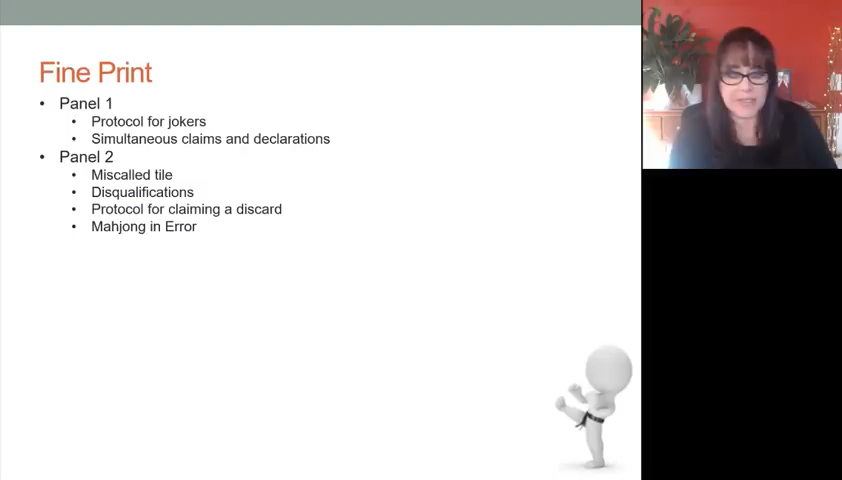 Fine Print
• Panel 1
• Protocol for jokers
• Simultaneous claims and declarations
• Panel 2
• Miscalled tile
• Disqualifications
• Protocol for claiming a discard
• Mahjong in Error